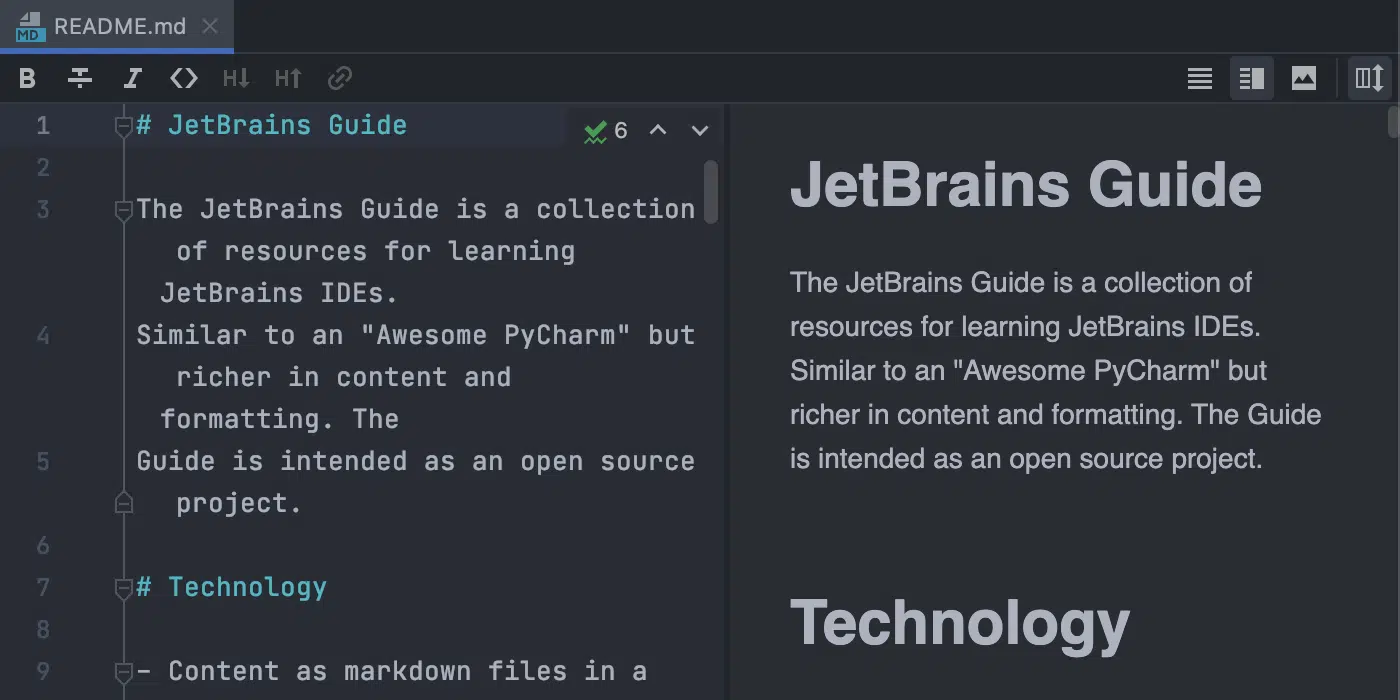 MD README.md
B I <> H↓ H↑
1 # JetBrains Guide
6
2
3 The JetBrains Guide is a collection
of resources for learning
JetBrains IDEs.
4 Similar to an "Awesome PyCharm" but
richer in content and
formatting. The
5 Guide is intended as an open source
project.
6
7 # Technology
8
9 - Content as markdown files in a
JetBrains Guide
The JetBrains Guide is a collection of
resources for learning JetBrains IDEs.
Similar to an "Awesome PyCharm" but
richer in content and formatting. The Guide
is intended as an open source project.
Technology